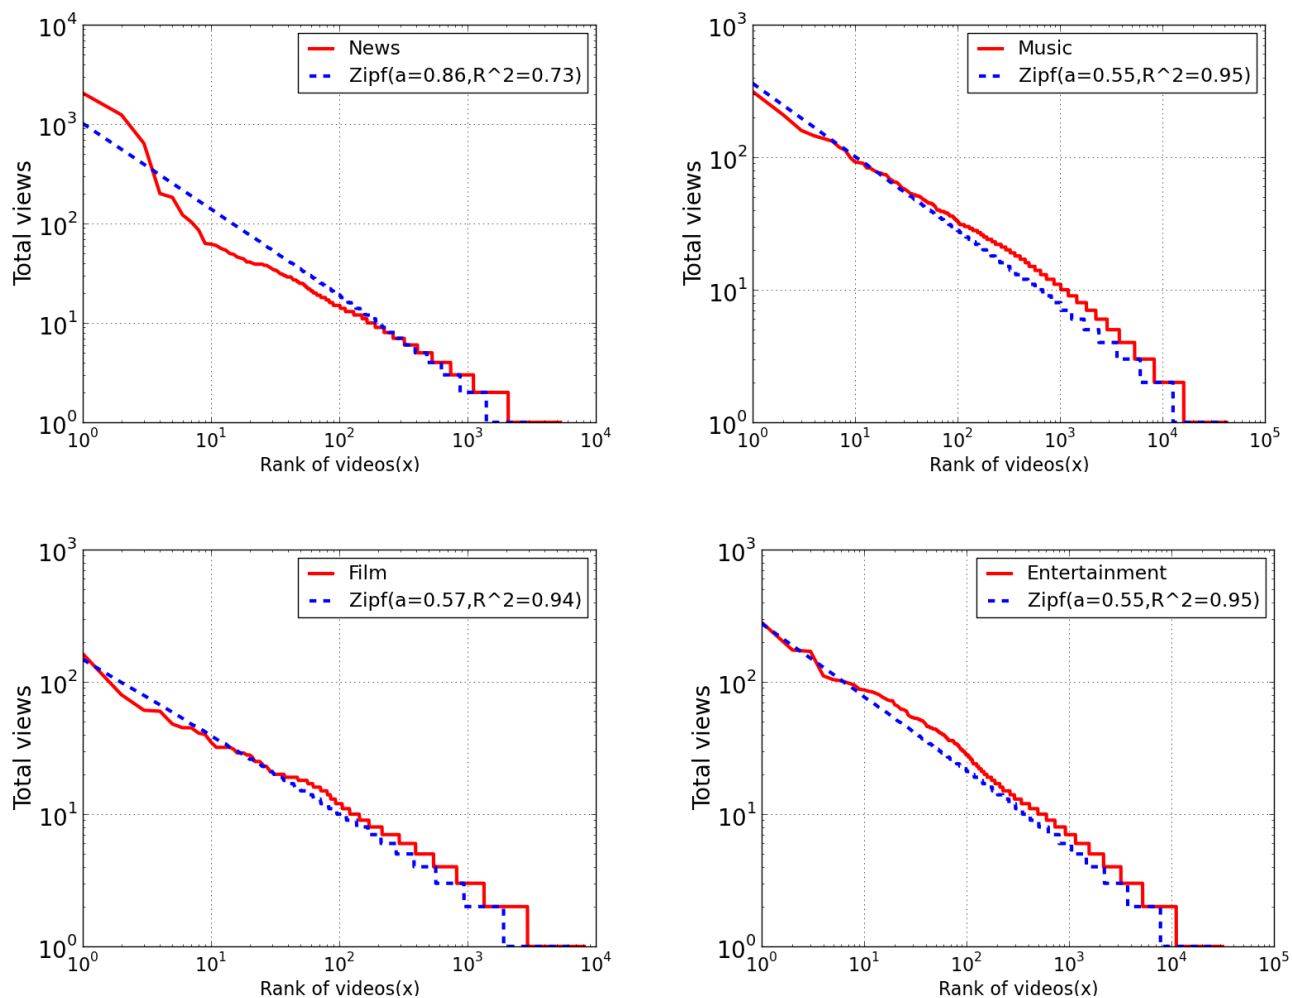 10^4
10^3
10^2
10^1
10^0
Total views
News
Zipf(a=0.86,R^2=0.73)
10^0 10^1 10^2 10^3 10^4
Rank of videos(x)
10^3
10^2
10^1
10^0
Total views
Music
Zipf(a=0.55,R^2=0.95)
10^0 10^1 10^2 10^3 10^4 10^5
Rank of videos(x)
10^3
10^2
10^1
10^0
Total views
Film
Zipf(a=0.57,R^2=0.94)
10^0 10^1 10^2 10^3 10^4
Rank of videos(x)
10^3
10^2
10^1
10^0
Total views
Entertainment
Zipf(a=0.55,R^2=0.95)
10^0 10^1 10^2 10^3 10^4 10^5
Rank of videos(x)